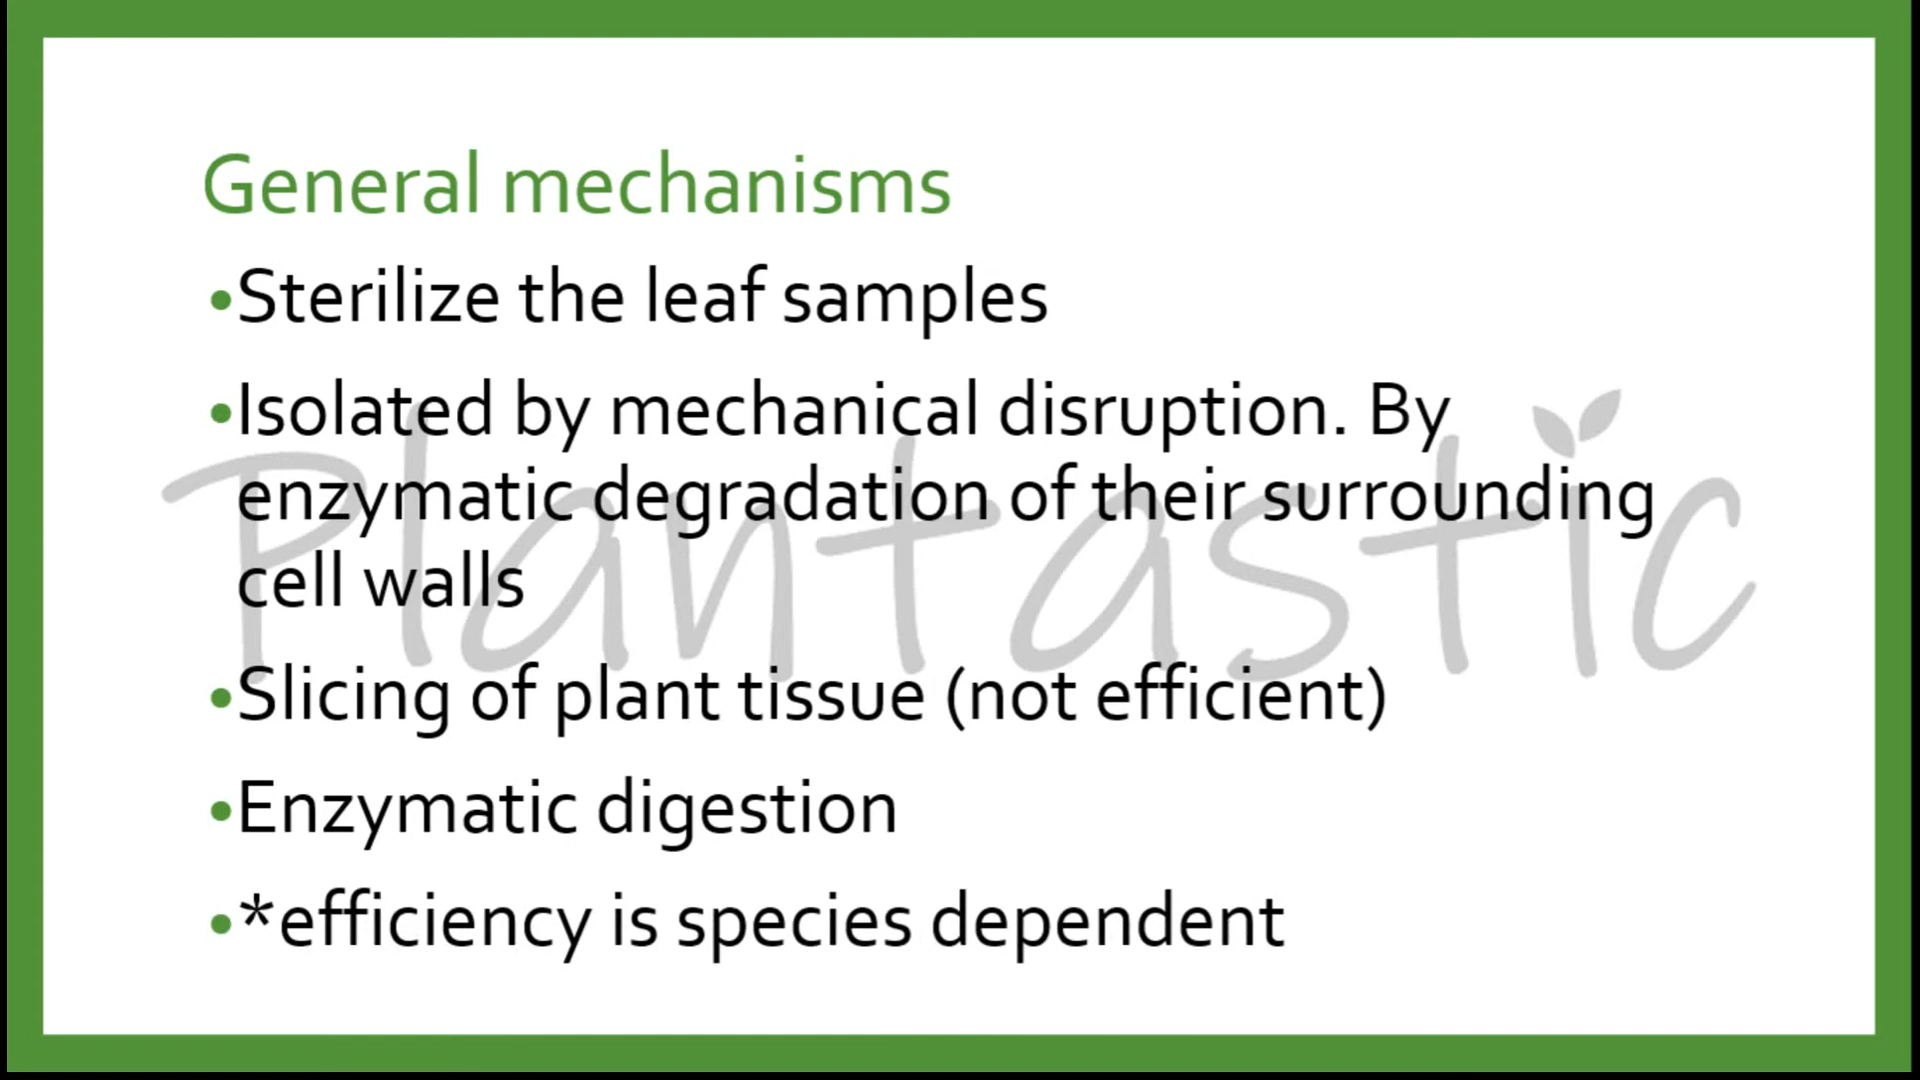 General mechanisms
•Sterilize the leaf samples
•Isolated by mechanical disruption. By
enzymatic degradation of their surrounding
cell walls
•Slicing of plant tissue (not efficient)
•Enzymatic digestion
•*efficiency is species dependent
Plantastic